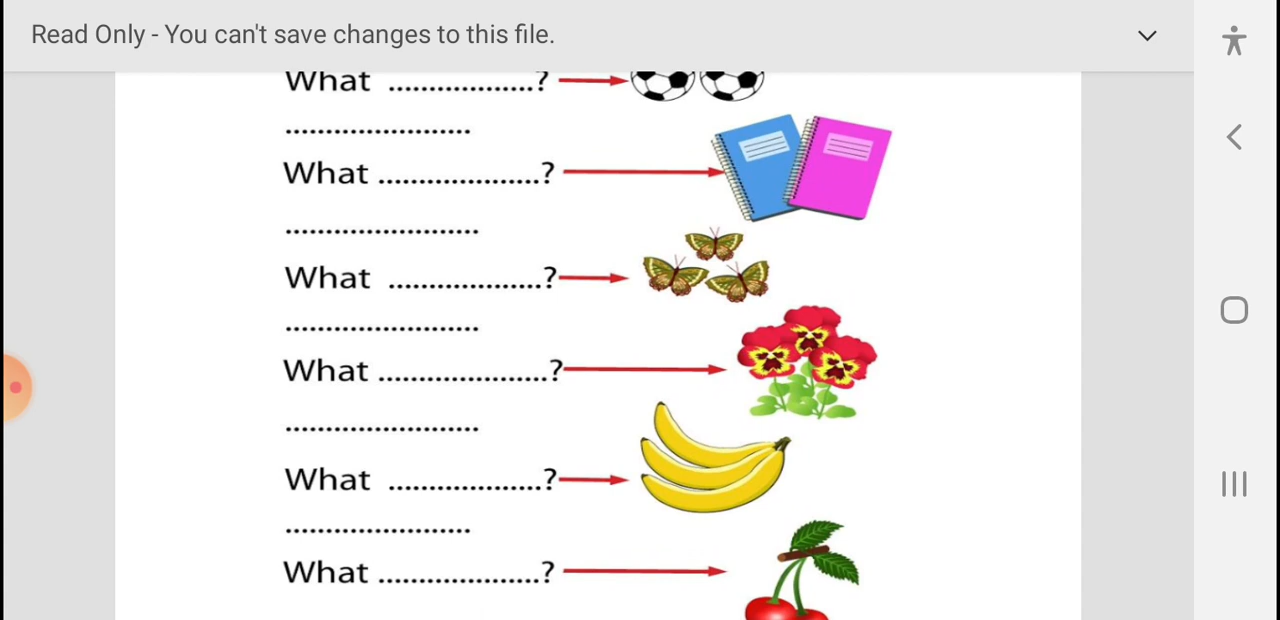 Read Only - You can't save changes to this file.
What ..................?
.......................
What ....................?
........................
What ...................?
........................
What .....................?
........................
What ...................?
.......................
What ....................?